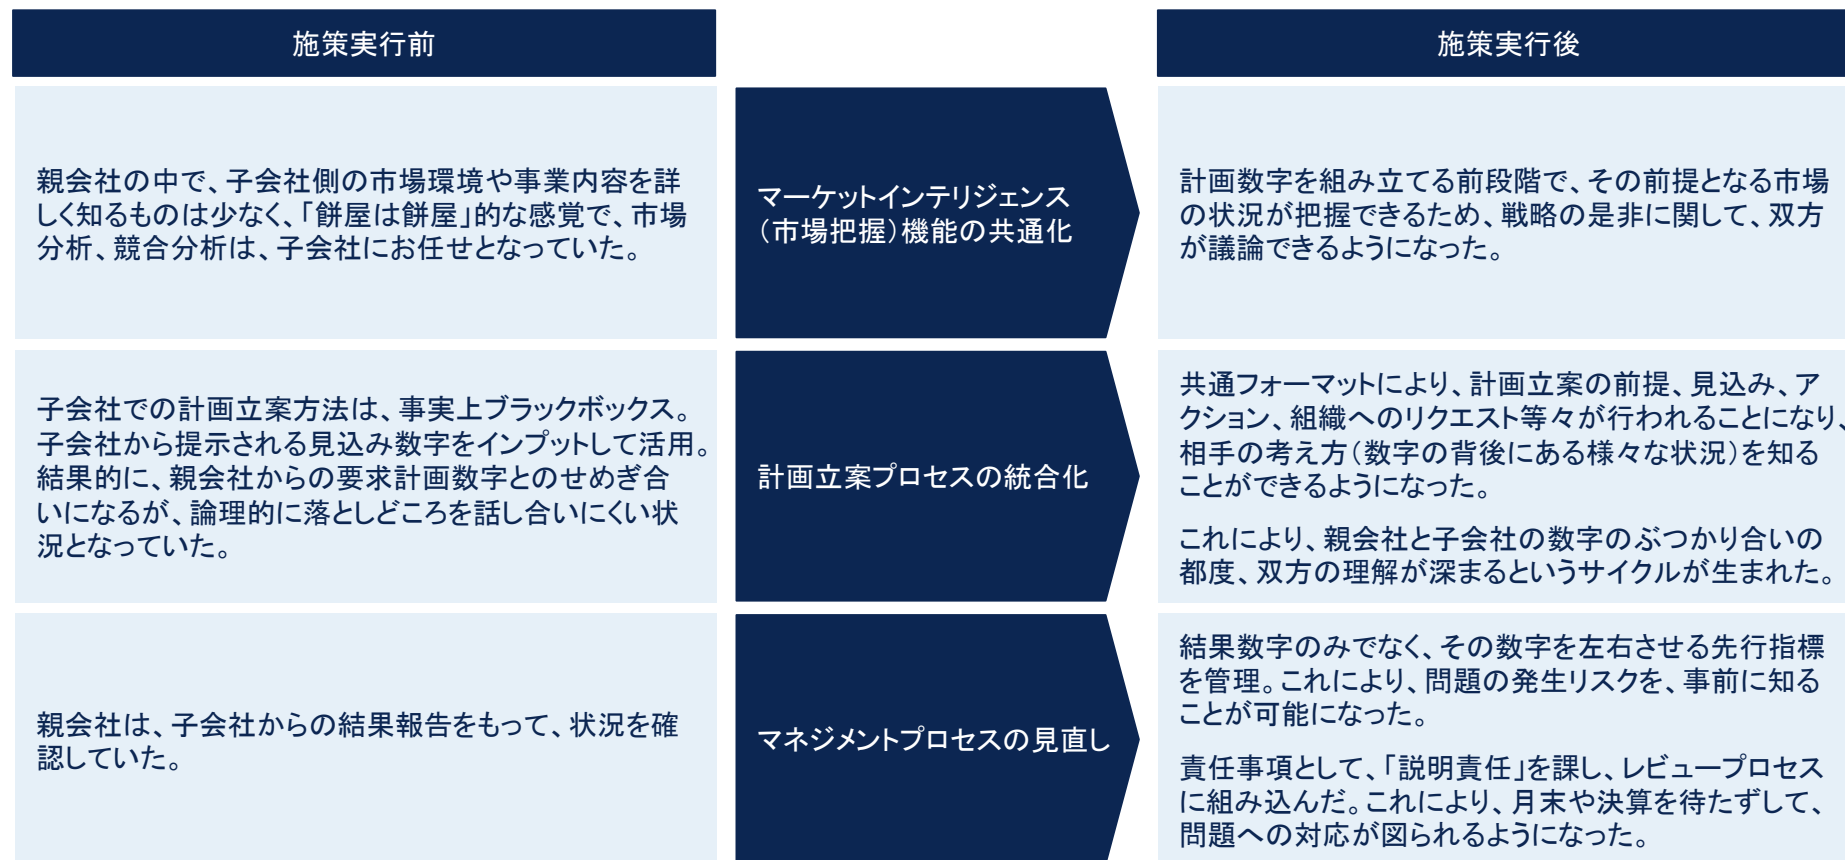 施策実行前
施策実行後
親会社の中で、子会社側の市場環境や事業内容を詳
しく知るものは少なく、「餅屋は餅屋」的な感覚で、市場
分析、競合分析は、子会社にお任せとなっていた。
マーケットインテリジェンス
（市場把握）機能の共通化
計画数字を組み立てる前段階で、その前提となる市場
の状況が把握できるため、戦略の是非に関して、双方
が議論できるようになった。
子会社での計画立案方法は、事実上ブラックボックス。
子会社から提示される見込み数字をインプットして活用。
結果的に、親会社からの要求計画数字とのせめぎ合
いになるが、論理的に落としどころを話し合いにくい状
況となっていた。
計画立案プロセスの統合化
共通フォーマットにより、計画立案の前提、見込み、ア
クション、組織へのリクエスト等々が行われることになり、
相手の考え方（数字の背後にある様々な状況）を知る
ことができるようになった。
これにより、親会社と子会社の数字のぶつかり合いの
都度、双方の理解が深まるというサイクルが生まれた。
親会社は、子会社からの結果報告をもって、状況を確
認していた。
マネジメントプロセスの見直し
結果数字のみでなく、その数字を左右させる先行指標
を管理。これにより、問題の発生リスクを、事前に知る
ことが可能になった。
責任事項として、「説明責任」を課し、レビュープロセス
に組み込んだ。これにより、月末や決算を待たずして、
問題への対応が図られるようになった。